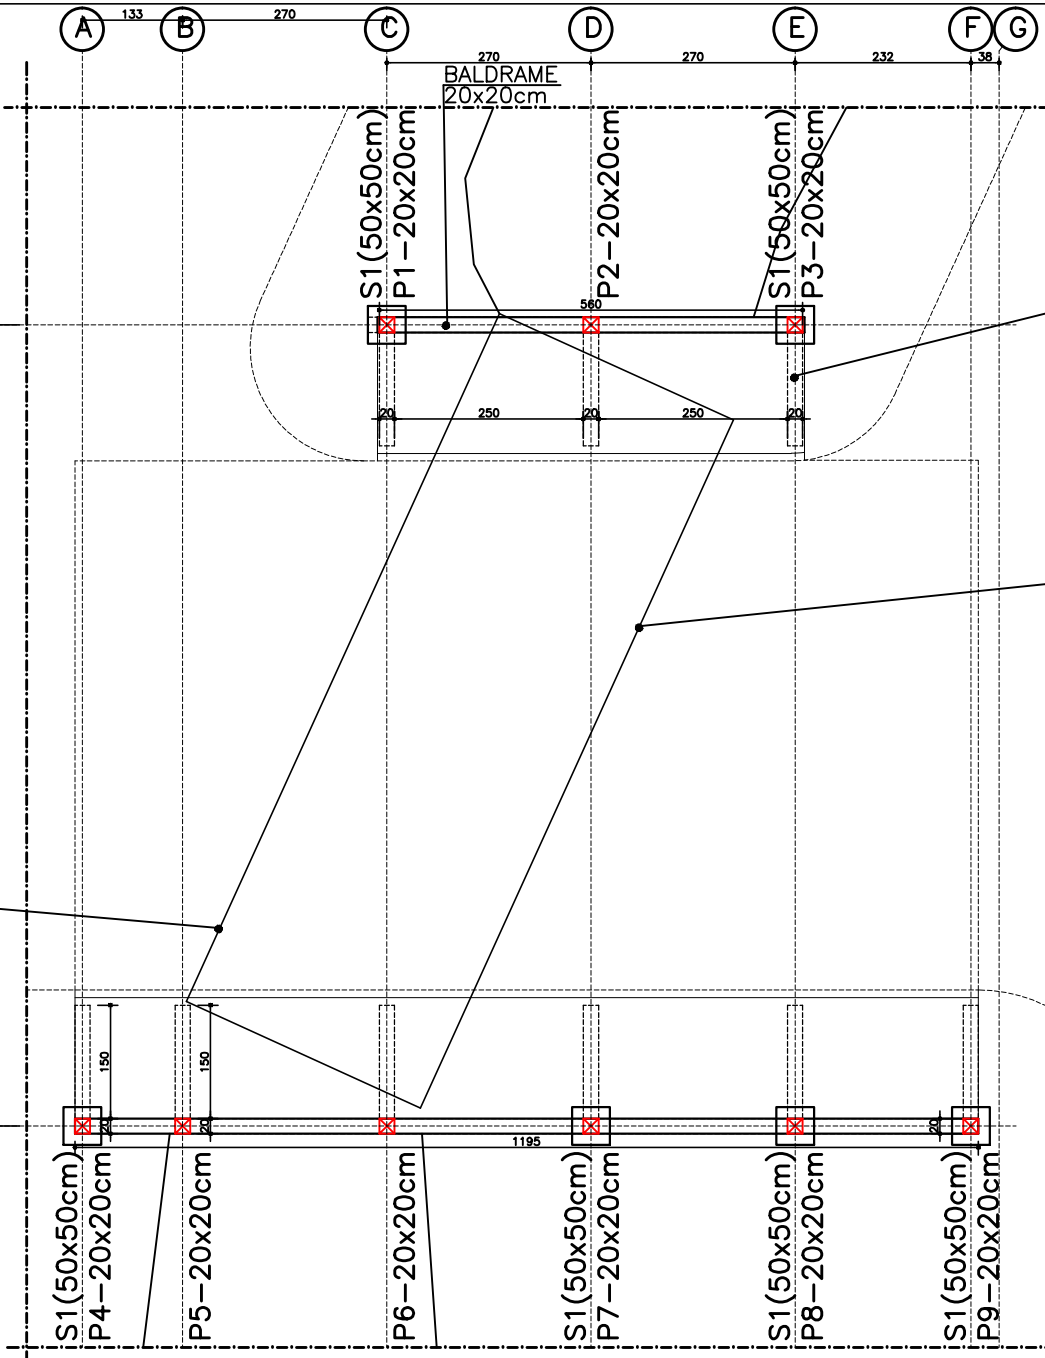 A
B
C
D
E
F
G
133
270
270
270
232
38
BALDRAME
20x20cm
S1(50x50cm)
P1-20x20cm
P2-20x20cm
S1(50x50cm)
P3-20x20cm
560
20
250
20
250
20
150
150
20
20
20
1195
S1(50x50cm)
P4-20x20cm
P5-20x20cm
P6-20x20cm
S1(50x50cm)
P7-20x20cm
S1(50x50cm)
P8-20x20cm
S1(50x50cm)
P9-20x20cm